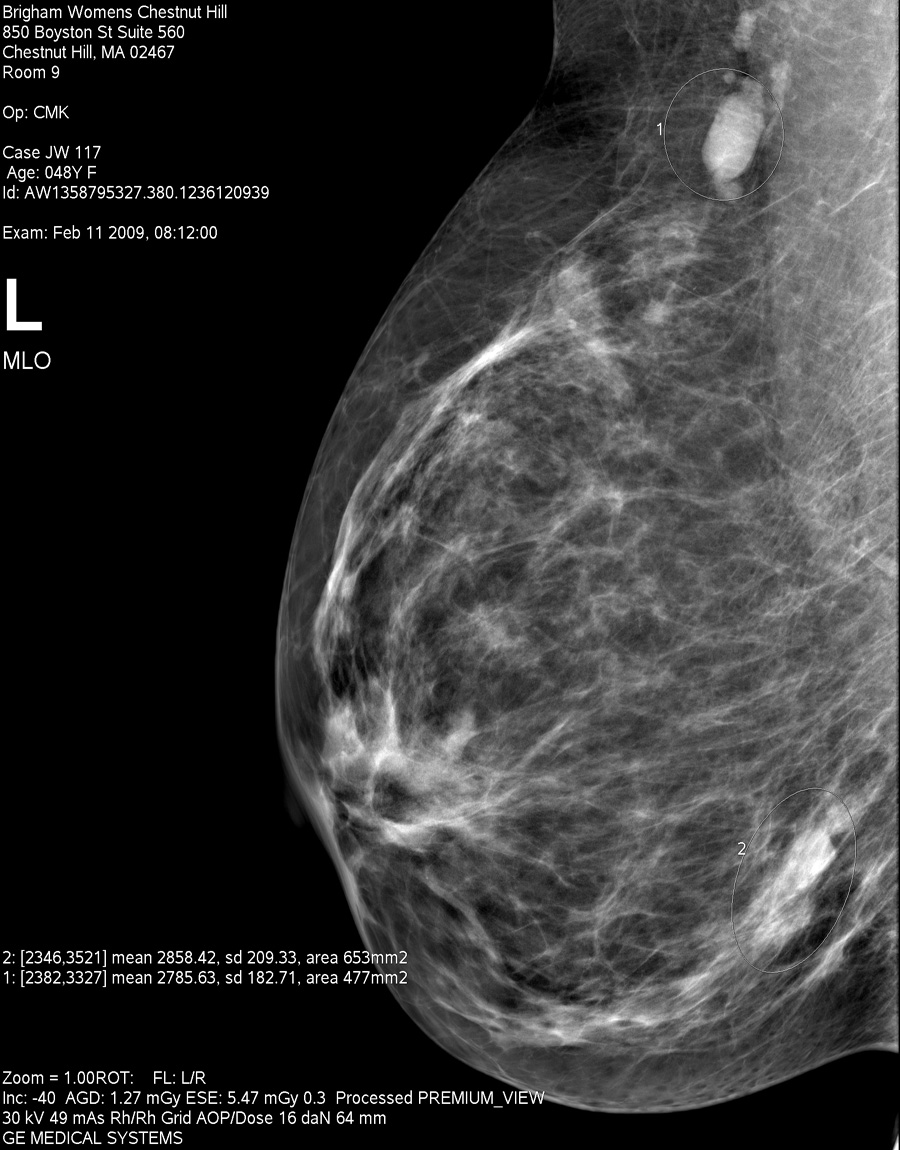 Brigham Womens Chestnut Hill
850 Boyston St Suite 560
Chestnut Hill, MA 02467
Room 9
Op: CMK
Case JW 117
Age: 048Y F
Id: AW1358795327.380.1236120939
Exam: Feb 11 2009, 08:12:00
L
MLO
1
2
2: [2346,3521] mean 2858.42, sd 209.33, area 653mm2
1: [2382,3327] mean 2785.63, sd 182.71, area 477mm2
Zoom = 1.00ROT: FL: L/R
Inc: -40 AGD: 1.27 mGy ESE: 5.47 mGy 0.3 Processed PREMIUM_VIEW
30 kV 49 mAs Rh/Rh Grid AOP/Dose 16 daN 64 mm
GE MEDICAL SYSTEMS